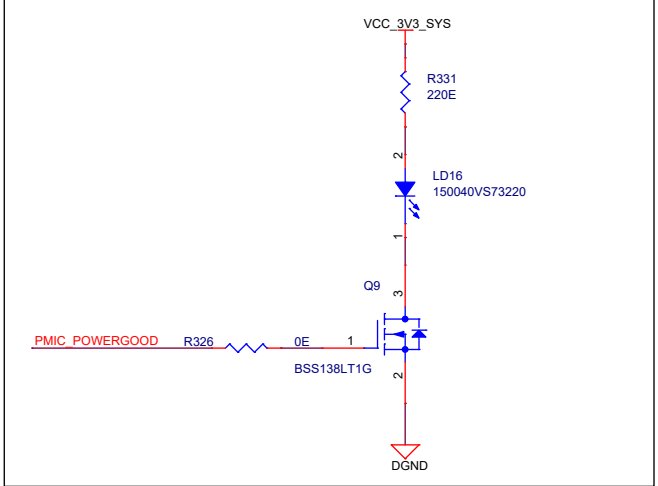 VCC_3V3_SYS
R331
220E
2
LD16
150040VS73220
1
Q9
3
PMIC_POWERGOOD R326 0E 1
BSS138LT1G
2
DGND